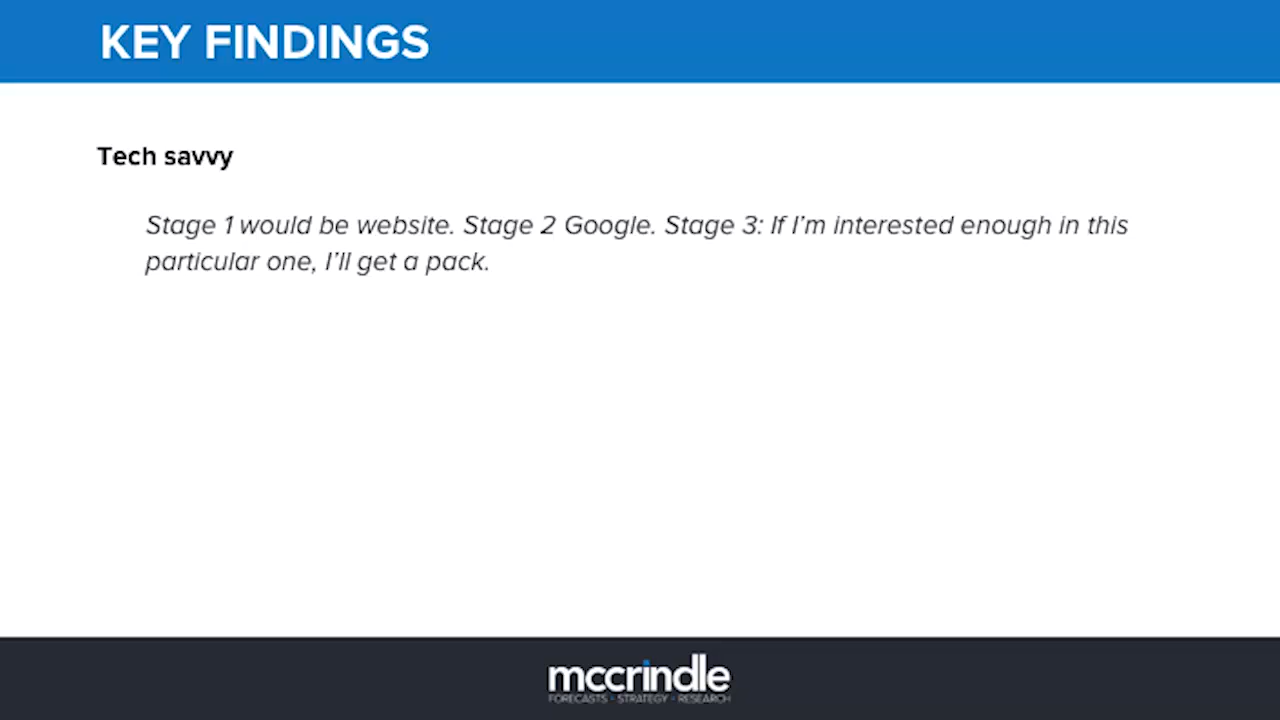 KEY FINDINGS
Tech savvy
Stage 1 would be website. Stage 2 Google. Stage 3: If I'm interested enough in this
particular one, I'll get a pack.
mccrindle
FORECASTS · STRATEGY · RESEARCH